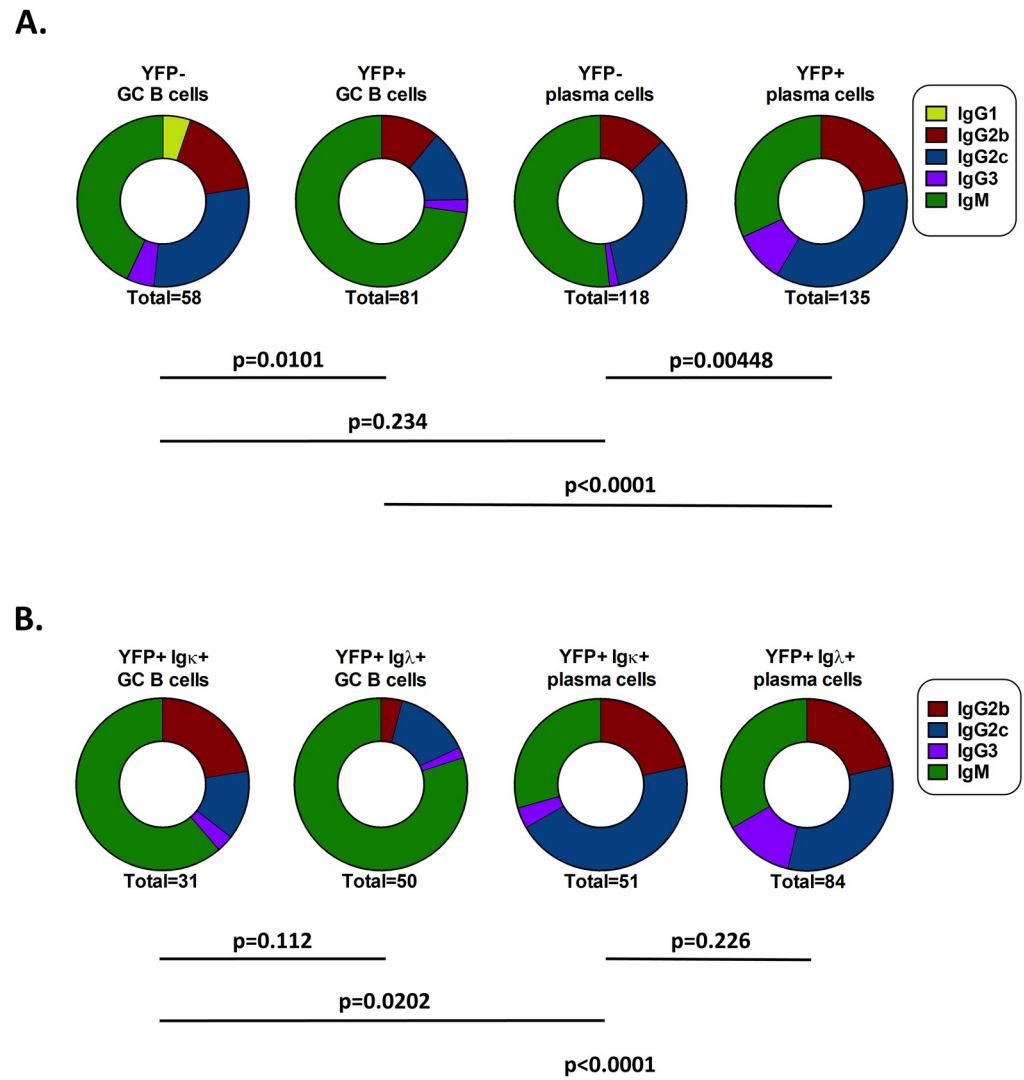 A.
YFP-
GC B cells
YFP+
GC B cells
YFP-
plasma cells
YFP+
plasma cells
IgG1
IgG2b
IgG2c
IgG3
IgM
Total=58
Total=81
Total=118
Total=135
p=0.0101
p=0.00448
p=0.234
p<0.0001
B.
YFP+ Igκ+
GC B cells
YFP+ Igλ+
GC B cells
YFP+ Igκ+
plasma cells
YFP+ Igλ+
plasma cells
IgG2b
IgG2c
IgG3
IgM
Total=31
Total=50
Total=51
Total=84
p=0.112
p=0.226
p=0.0202
p<0.0001